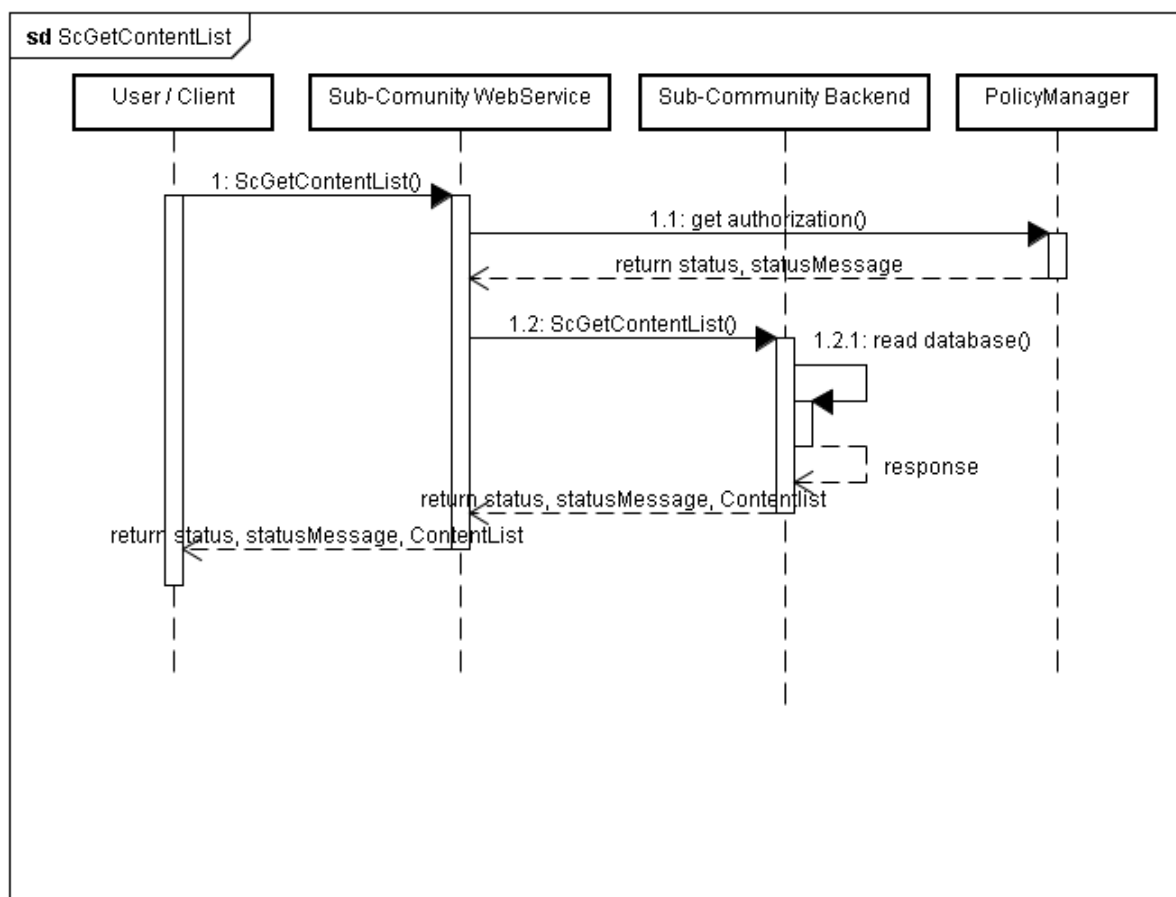 sd ScGetContentList
User / Client
Sub-Comunity WebService
Sub-Community Backend
PolicyManager
1: ScGetContentList()
1.1: get authorization()
return status, statusMessage
1.2: ScGetContentList()
1.2.1: read database()
response
return status, statusMessage, Contentlist
return status, statusMessage, ContentList